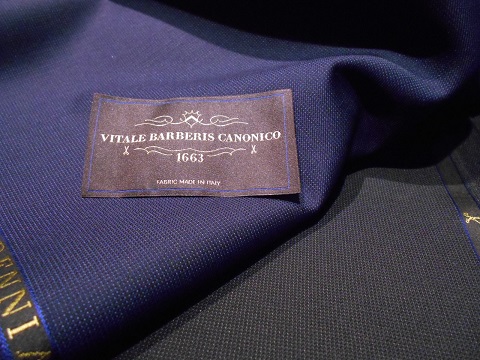 VITALE BARBERIS CANONICO
1663
FABRIC MADE IN ITALY